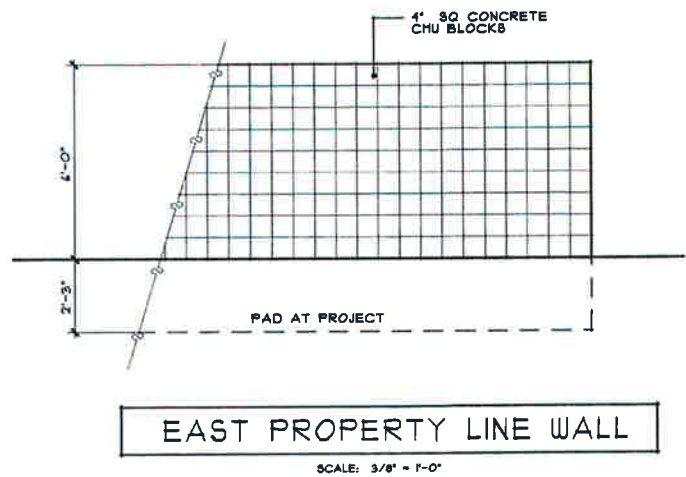 4" SQ CONCRETE
CMU BLOCKS
6'-0"
2'-3"
PAD AT PROJECT
EAST PROPERTY LINE WALL
SCALE: 3/8" = 1'-0"